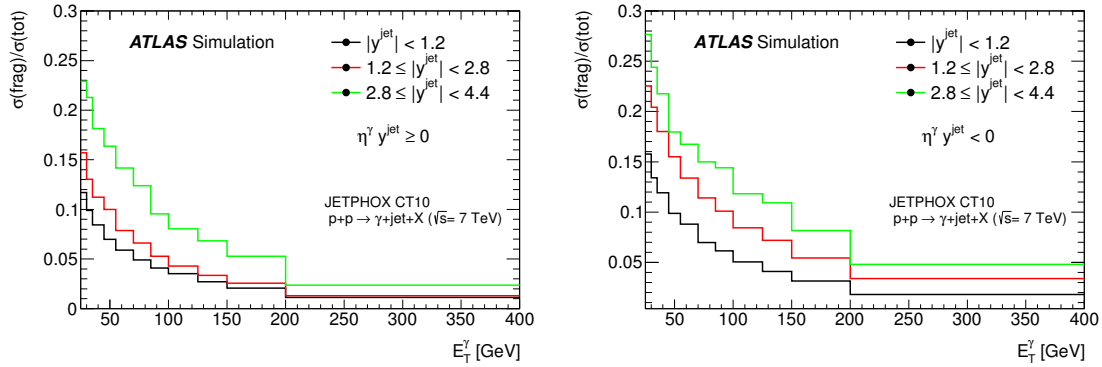 σ(frag)/σ(tot)
0.3
0.25
0.2
0.15
0.1
0.05
0
ATLAS Simulation
|y^jet| < 1.2
1.2 ≤ |y^jet| < 2.8
2.8 ≤ |y^jet| < 4.4
η^γ y^jet ≥ 0
JETPHOX CT10
p+p → γ+jet+X (√s= 7 TeV)
50 100 150 200 250 300 350 400
E_T^γ [GeV]
σ(frag)/σ(tot)
0.3
0.25
0.2
0.15
0.1
0.05
ATLAS Simulation
|y^jet| < 1.2
1.2 ≤ |y^jet| < 2.8
2.8 ≤ |y^jet| < 4.4
η^γ y^jet < 0
JETPHOX CT10
p+p → γ+jet+X (√s= 7 TeV)
50 100 150 200 250 300 350 400
E_T^γ [GeV]